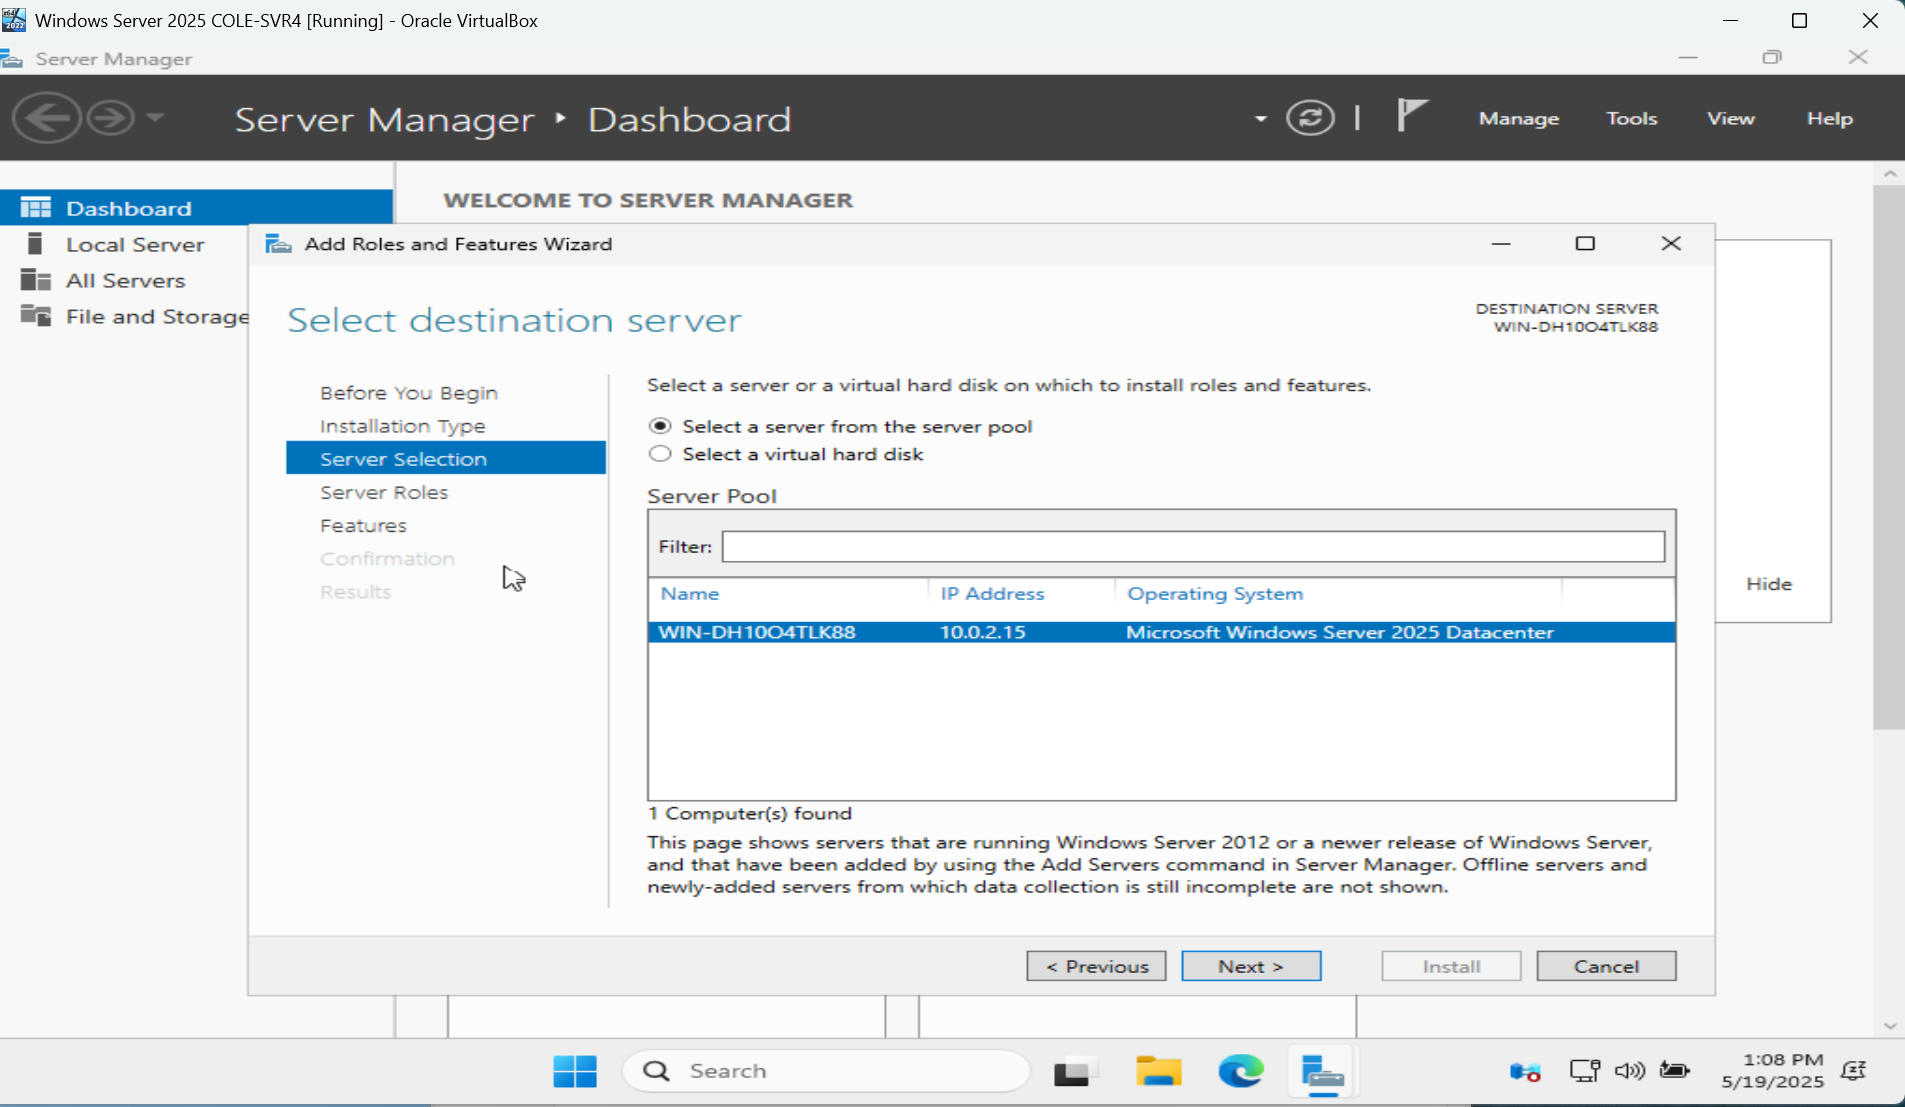 Windows Server 2025 COLE-SVR4 [Running] - Oracle VirtualBox
Server Manager
Server Manager ‣ Dashboard
Manage Tools View Help
Dashboard
Local Server
All Servers
File and Storage
WELCOME TO SERVER MANAGER
Add Roles and Features Wizard
Select destination server
DESTINATION SERVER
WIN-DH10O4TLK88
Before You Begin
Installation Type
Server Selection
Server Roles
Features
Confirmation
Results
Select a server or a virtual hard disk on which to install roles and features.
Select a server from the server pool
Select a virtual hard disk
Server Pool
Filter:
Name IP Address Operating System
WIN-DH10O4TLK88 10.0.2.15 Microsoft Windows Server 2025 Datacenter
1 Computer(s) found
This page shows servers that are running Windows Server 2012 or a newer release of Windows Server,
and that have been added by using the Add Servers command in Server Manager. Offline servers and
newly-added servers from which data collection is still incomplete are not shown.
Hide
< Previous Next > Install Cancel
Search
1:08 PM
5/19/2025